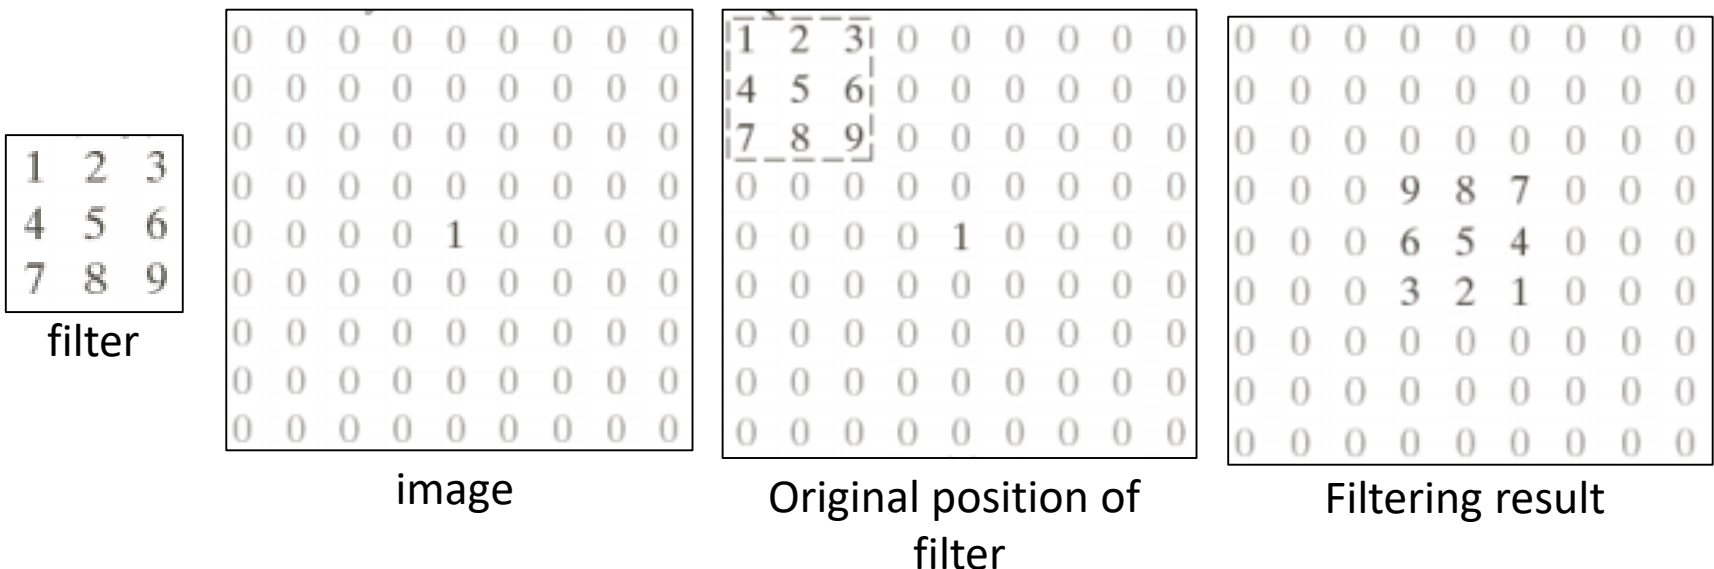 1 2 3
4 5 6
7 8 9
filter
0 0 0 0 0 0 0 0 0
0 0 0 0 0 0 0 0 0
0 0 0 0 0 0 0 0 0
0 0 0 0 0 0 0 0 0
0 0 0 0 1 0 0 0 0
0 0 0 0 0 0 0 0 0
0 0 0 0 0 0 0 0 0
0 0 0 0 0 0 0 0 0
0 0 0 0 0 0 0 0 0
image
1 2 3 0 0 0 0 0 0
4 5 6 0 0 0 0 0 0
7 8 9 0 0 0 0 0 0
0 0 0 0 0 0 0 0 0
0 0 0 0 1 0 0 0 0
0 0 0 0 0 0 0 0 0
0 0 0 0 0 0 0 0 0
0 0 0 0 0 0 0 0 0
0 0 0 0 0 0 0 0 0
Original position of
filter
0 0 0 0 0 0 0 0 0
0 0 0 0 0 0 0 0 0
0 0 0 0 0 0 0 0 0
0 0 0 9 8 7 0 0 0
0 0 0 6 5 4 0 0 0
0 0 0 3 2 1 0 0 0
0 0 0 0 0 0 0 0 0
0 0 0 0 0 0 0 0 0
0 0 0 0 0 0 0 0 0
Filtering result